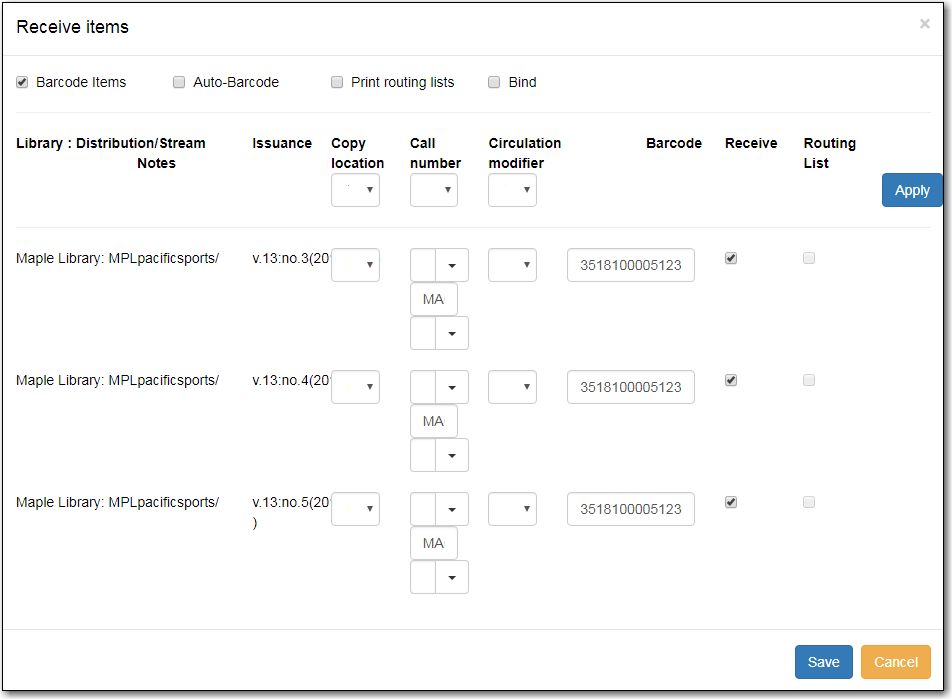 Receive items ×
Barcode Items Auto-Barcode Print routing lists Bind
Library : Distribution/Stream Issuance Copy Call Circulation Barcode Receive Routing
Notes location number modifier List
Apply
Maple Library: MPLpacificsports/ v.13:no.3(20 3518100005123
MA
Maple Library: MPLpacificsports/ v.13:no.4(20 3518100005123
MA
Maple Library: MPLpacificsports/ v.13:no.5(20 3518100005123
)
MA
Save Cancel